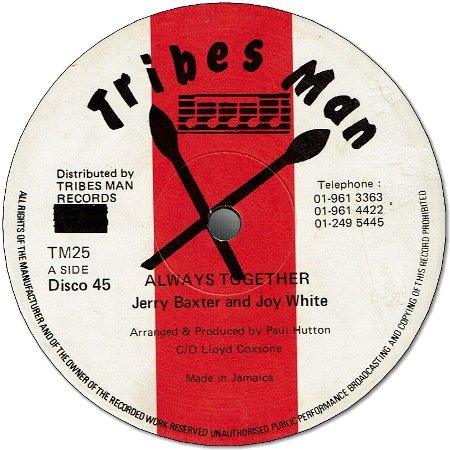 Tribes Man
Distributed by
TRIBES MAN
RECORDS
Telephone :
01-961 3363
01-961 4422
01-249 5445
TM25
A SIDE
Disco 45
ALWAYS TOGETHER
Jerry Baxter and Joy White
Arranged & Produced by Paul Hutton
C/O Lloyd Coxsone
Made in Jamaica
ALL RIGHTS OF THE MANUFACTURER AND OF THE OWNER OF THE RECORDED WORK RESERVED UNAUTHORISED PUBLIC PERFORMANCE BROADCASTING AND COPYING OF THIS RECORD PROHIBITED